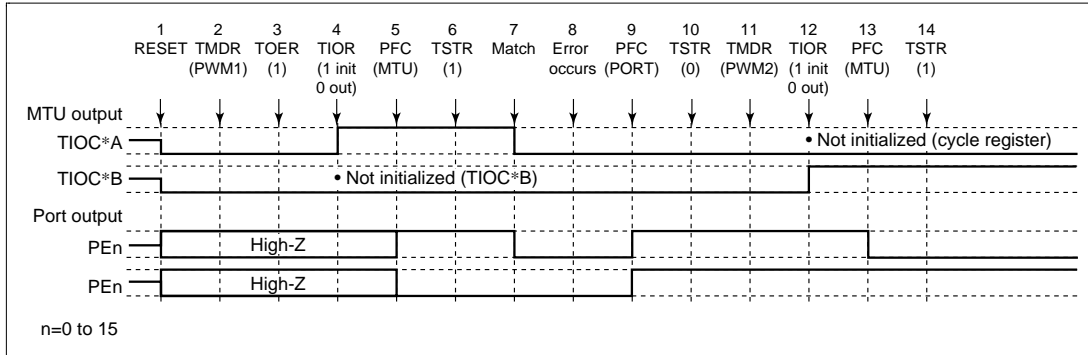 1 2 3 4 5 6 7 8 9 10 11 12 13 14
RESET TMDR TOER TIOR PFC TSTR Match Error PFC TSTR TMDR TIOR PFC TSTR
(PWM1) (1) (1 init (MTU) (1) occurs (PORT) (0) (PWM2) (1 init (MTU) (1)
0 out) 0 out)
MTU output
TIOC*A
• Not initialized (cycle register)
TIOC*B
• Not initialized (TIOC*B)
Port output
PEn
High-Z
PEn
High-Z
n=0 to 15